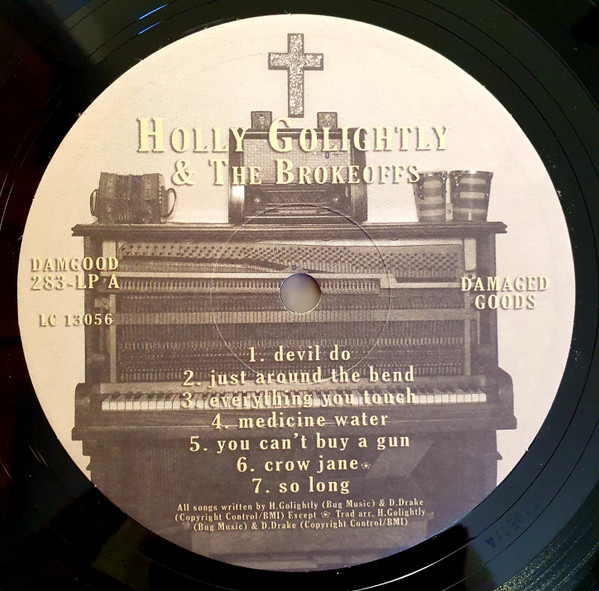 HOLLY GOLIGHTLY
& THE BROKEOFFS
DAMGOOD
283-LP A
LC 13056
DAMAGED
GOODS
1. devil do
2. just around the bend
3. everything you touch
4. medicine water
5. you can't buy a gun
6. crow jane❀
7. so long
All songs written by H.Golightly (Bug Music) & D.Drake
(Copyright Control/BMI) Except ❀ Trad arr. H.Golightly
(Bug Music) & D.Drake (Copyright Control/BMI)